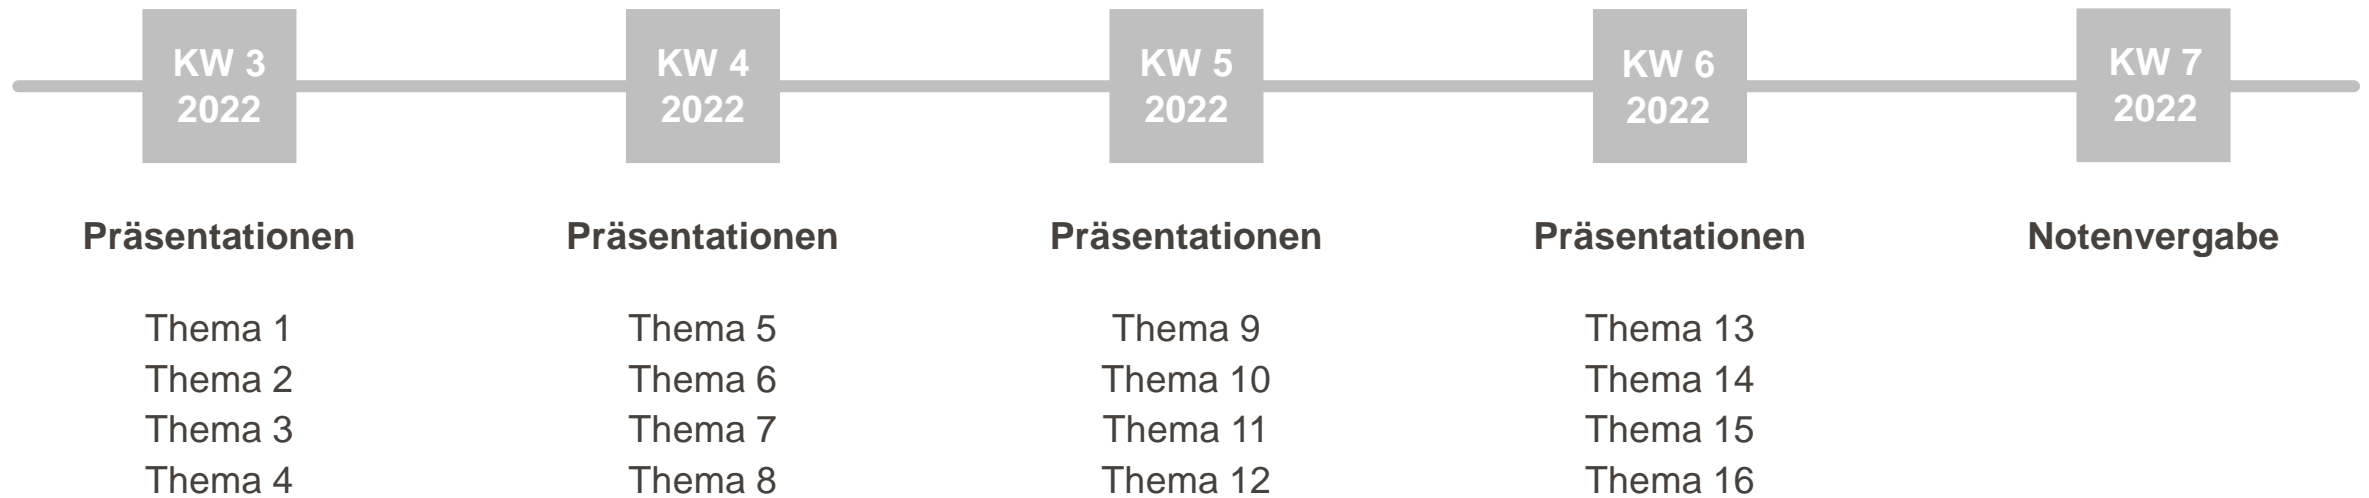 KW 3
2022
KW 4
2022
KW 5
2022
KW 6
2022
KW 7
2022
Präsentationen
Thema 1
Thema 2
Thema 3
Thema 4
Präsentationen
Thema 5
Thema 6
Thema 7
Thema 8
Präsentationen
Thema 9
Thema 10
Thema 11
Thema 12
Präsentationen
Thema 13
Thema 14
Thema 15
Thema 16
Notenvergabe